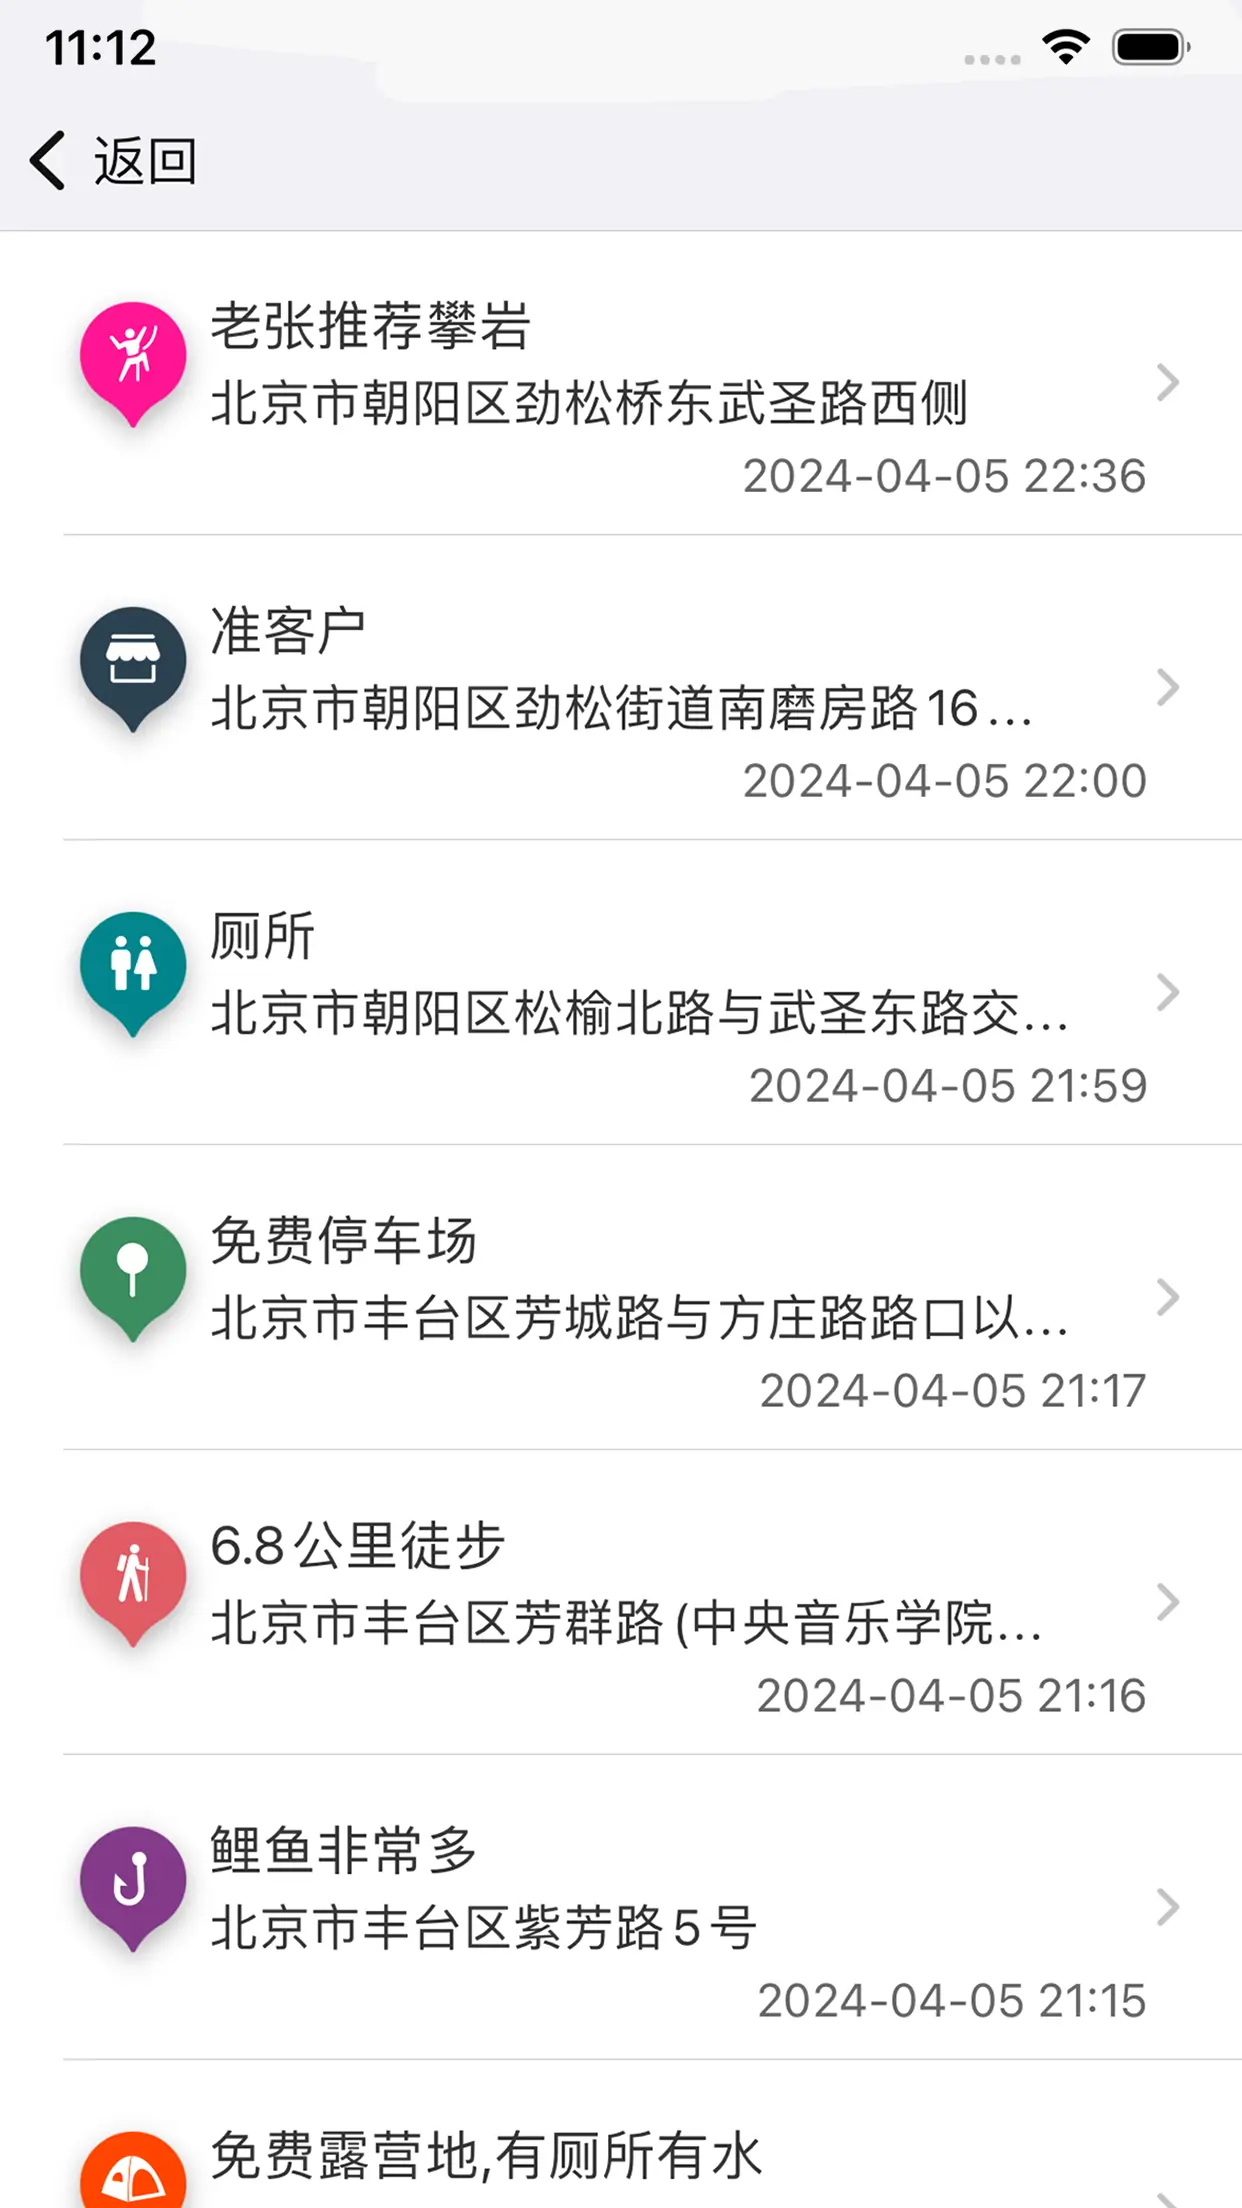 11:12
返回
老张推荐攀岩
北京市朝阳区劲松桥东武圣路西侧
2024-04-05 22:36
准客户
北京市朝阳区劲松街道南磨房路16...
2024-04-05 22:00
厕所
北京市朝阳区松榆北路与武圣东路交...
2024-04-05 21:59
免费停车场
北京市丰台区芳城路与方庄路路口以...
2024-04-05 21:17
6.8公里徒步
北京市丰台区芳群路(中央音乐学院...
2024-04-05 21:16
鲤鱼非常多
北京市丰台区紫芳路5号
2024-04-05 21:15
免费露营地,有厕所有水